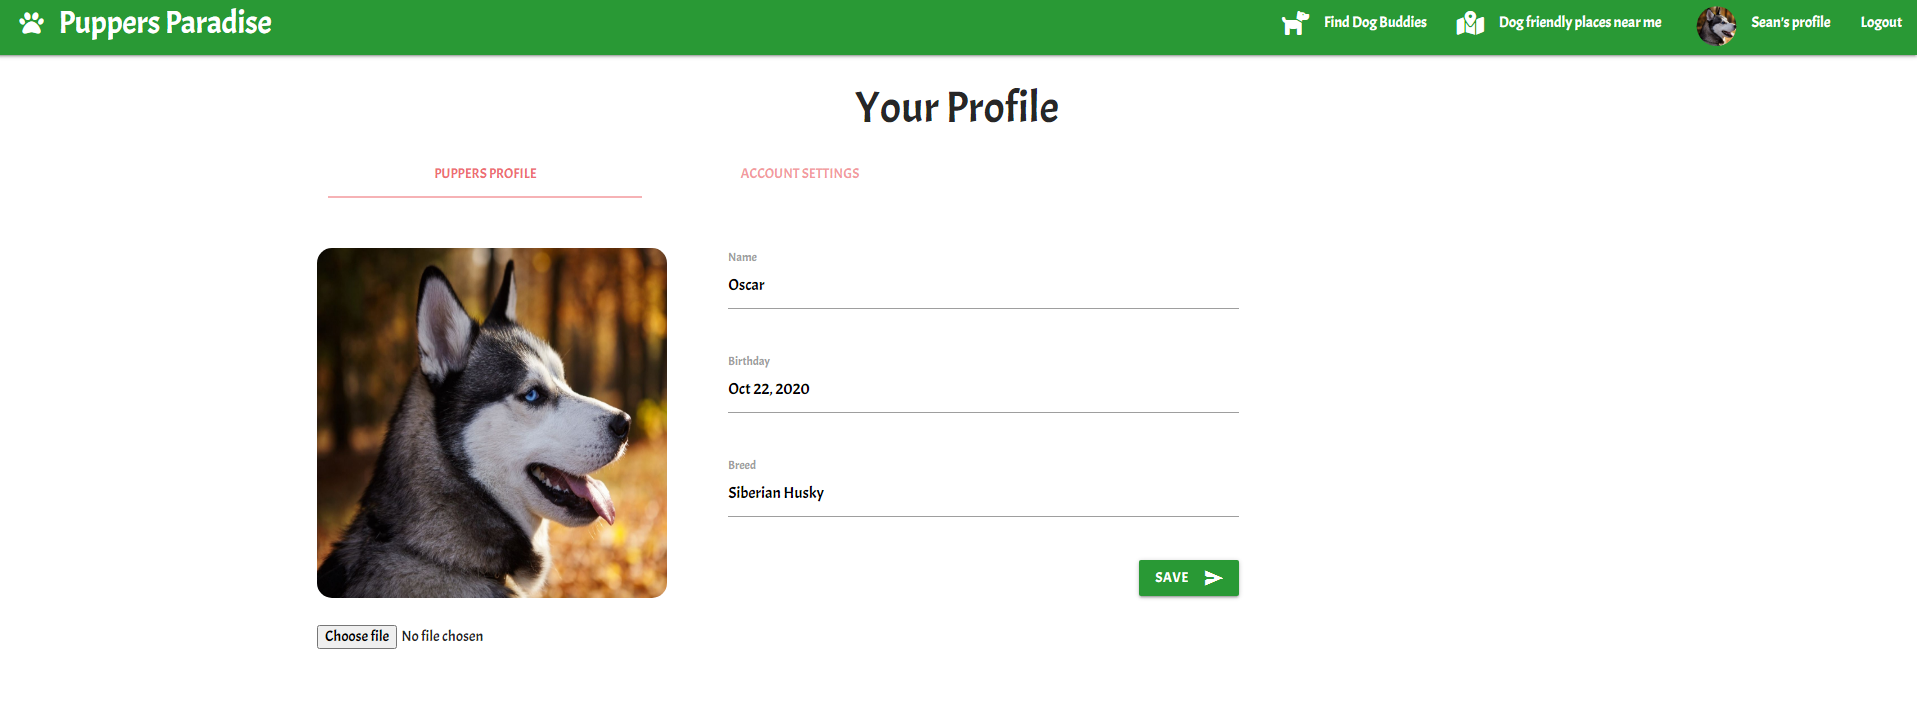 Puppers Paradise
Find Dog Buddies
Dog friendly places near me
Sean's profile
Logout
Your Profile
PUPPERS PROFILE
ACCOUNT SETTINGS
Name
Oscar
Birthday
Oct 22, 2020
Breed
Siberian Husky
SAVE
Choose file No file chosen